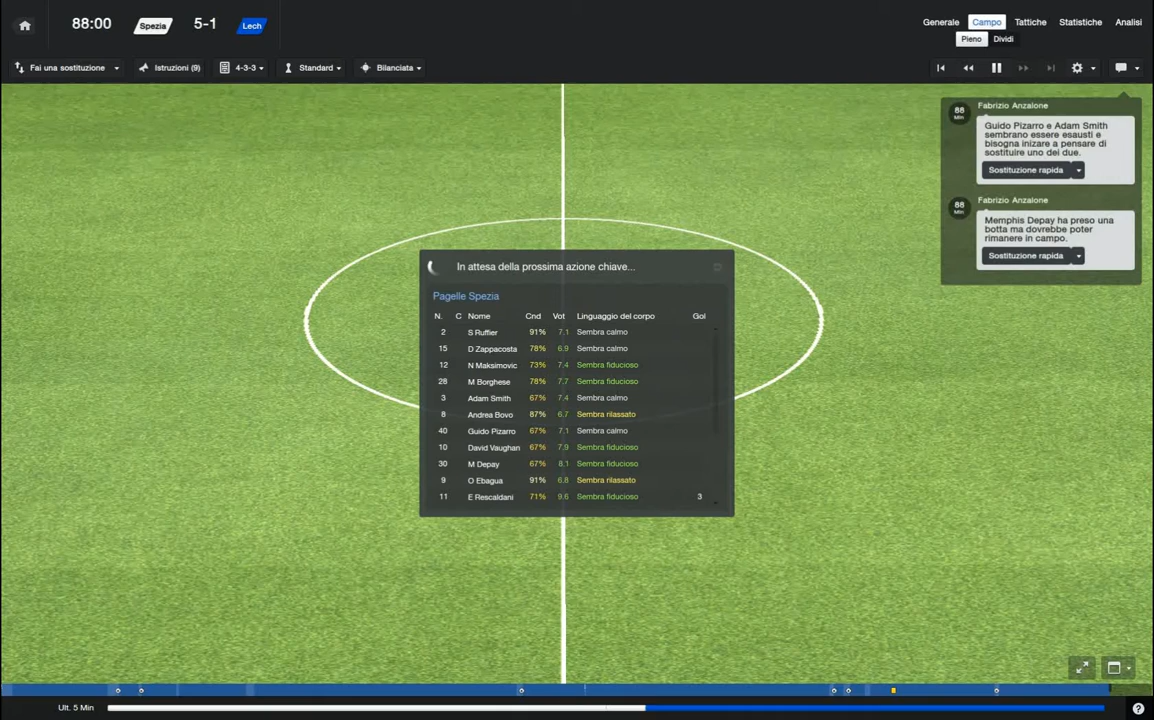 88:00 Spezia 5-1 Lech
Generale Campo Tattiche Statistiche Analisi
Pieno Dividi
Fai una sostituzione Istruzioni (9) 4-3-3 Standard Bilanciata
Fabrizio Anzalone
88
Min
Guido Pizarro e Adam Smith
sembrano essere esausti e
bisogna inizare a pensare di
sostituire uno dei due.
Sostituzione rapida
Fabrizio Anzalone
88
Min
Memphis Depay ha preso una
botta ma dovrebbe poter
rimanere in campo.
Sostituzione rapida
In attesa della prossima azione chiave...
Pagelle Spezia
N. C Nome Cnd Vot Linguaggio del corpo Gol
2 S Ruffier 91% 7.1 Sembra calmo
15 D Zappacosta 78% 6.9 Sembra calmo
12 N Maksimovic 73% 7.4 Sembra fiducioso
28 M Borghese 78% 7.7 Sembra fiducioso
3 Adam Smith 67% 7.4 Sembra calmo
8 Andrea Bovo 87% 6.7 Sembra rilassato
40 Guido Pizarro 67% 7.1 Sembra calmo
10 David Vaughan 67% 7.9 Sembra fiducioso
30 M Depay 67% 8.1 Sembra fiducioso
9 O Ebagua 91% 6.8 Sembra rilassato
11 E Rescaldani 71% 9.6 Sembra fiducioso 3
Ult. 5 Min ?